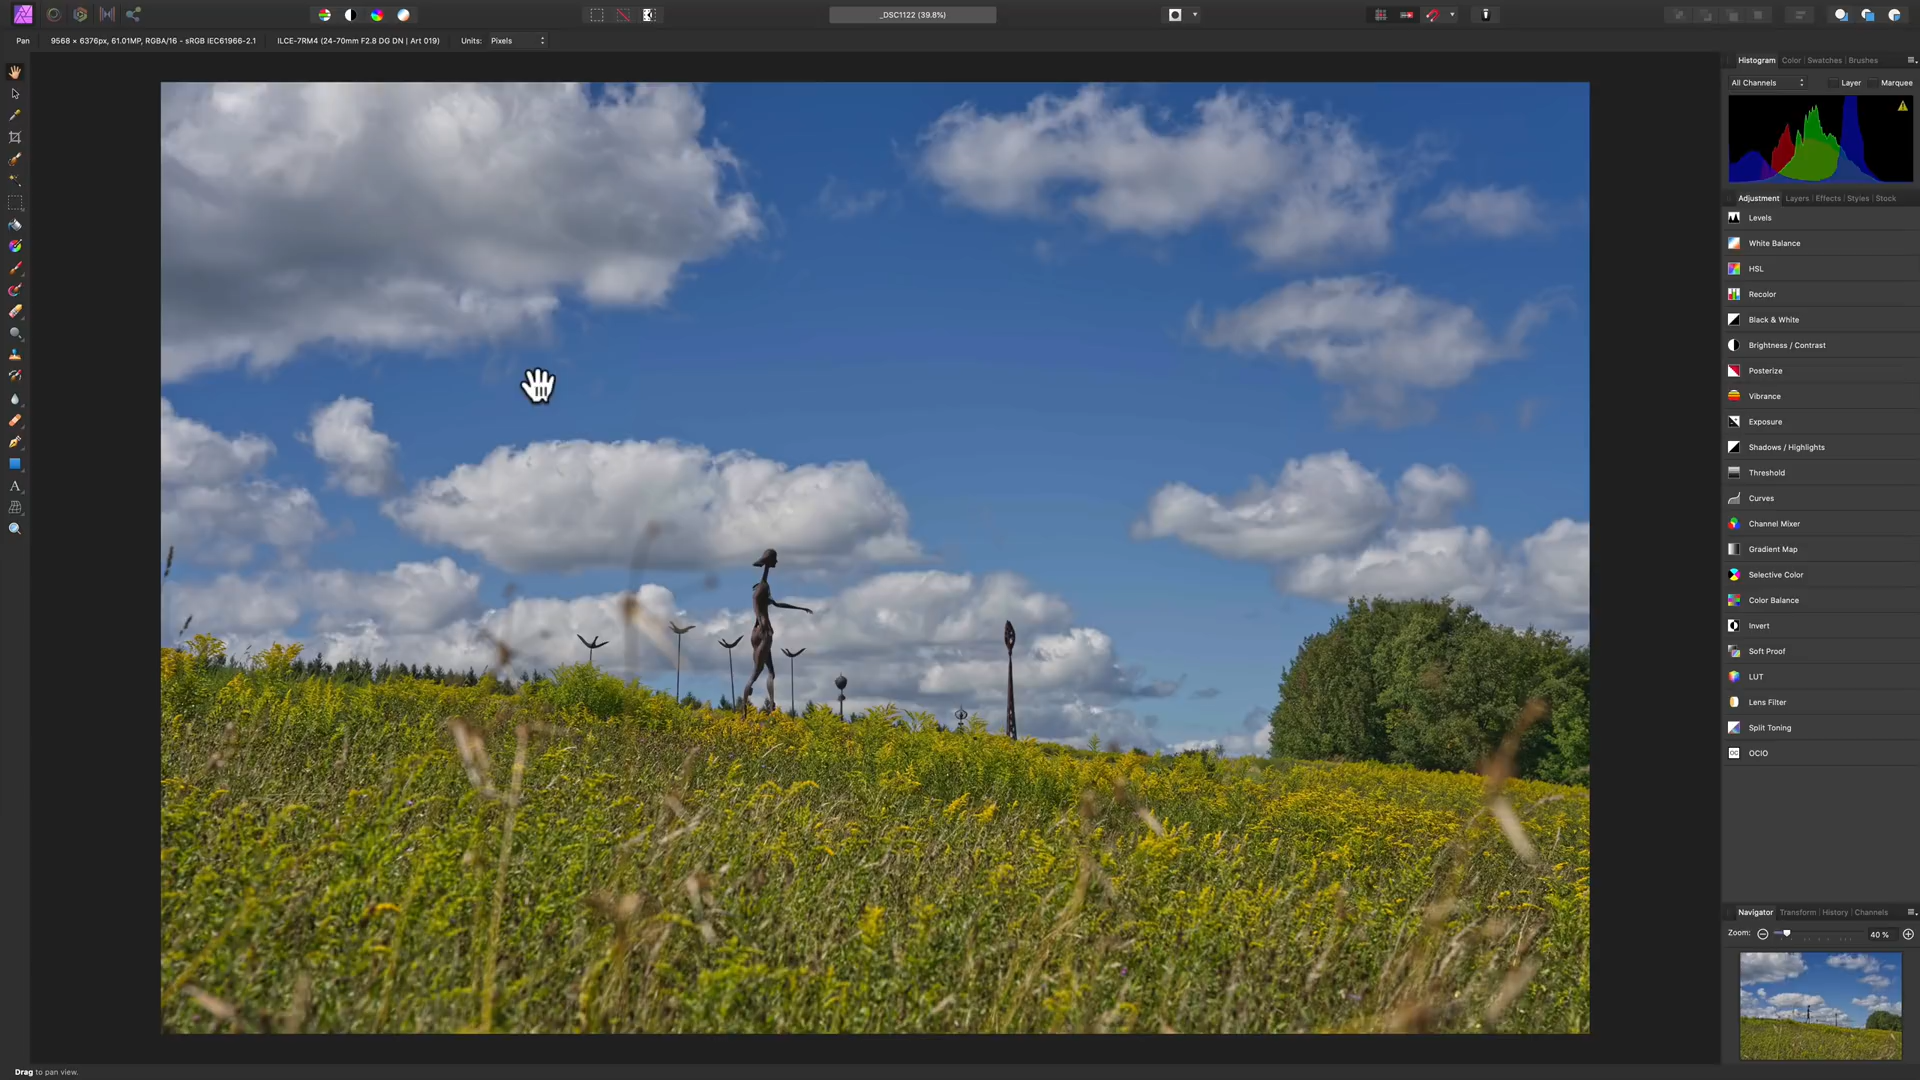 _DSC1122 (39.8%)
Pan 9568 × 6376px, 61.01MP, RGBA/16 - sRGB IEC61966-2.1 ILCE-7RM4 (24-70mm F2.8 DG DN | Art 019) Units: Pixels
Histogram Color Swatches Brushes
All Channels Layer Marquee
Adjustment Layers Effects Styles Stock
Levels
White Balance
HSL
Recolor
Black & White
Brightness / Contrast
Posterize
Vibrance
Exposure
Shadows / Highlights
Threshold
Curves
Channel Mixer
Gradient Map
Selective Color
Color Balance
Invert
Soft Proof
LUT
Lens Filter
Split Toning
OCIO
Navigator Transform History Channels
Zoom: 40 %
Drag to pan view.